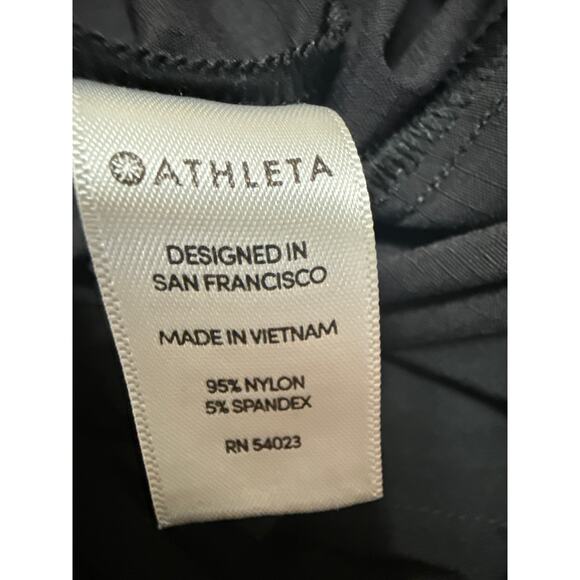 ATHLETA
DESIGNED IN
SAN FRANCISCO
MADE IN VIETNAM
95% NYLON
5% SPANDEX
RN 54023